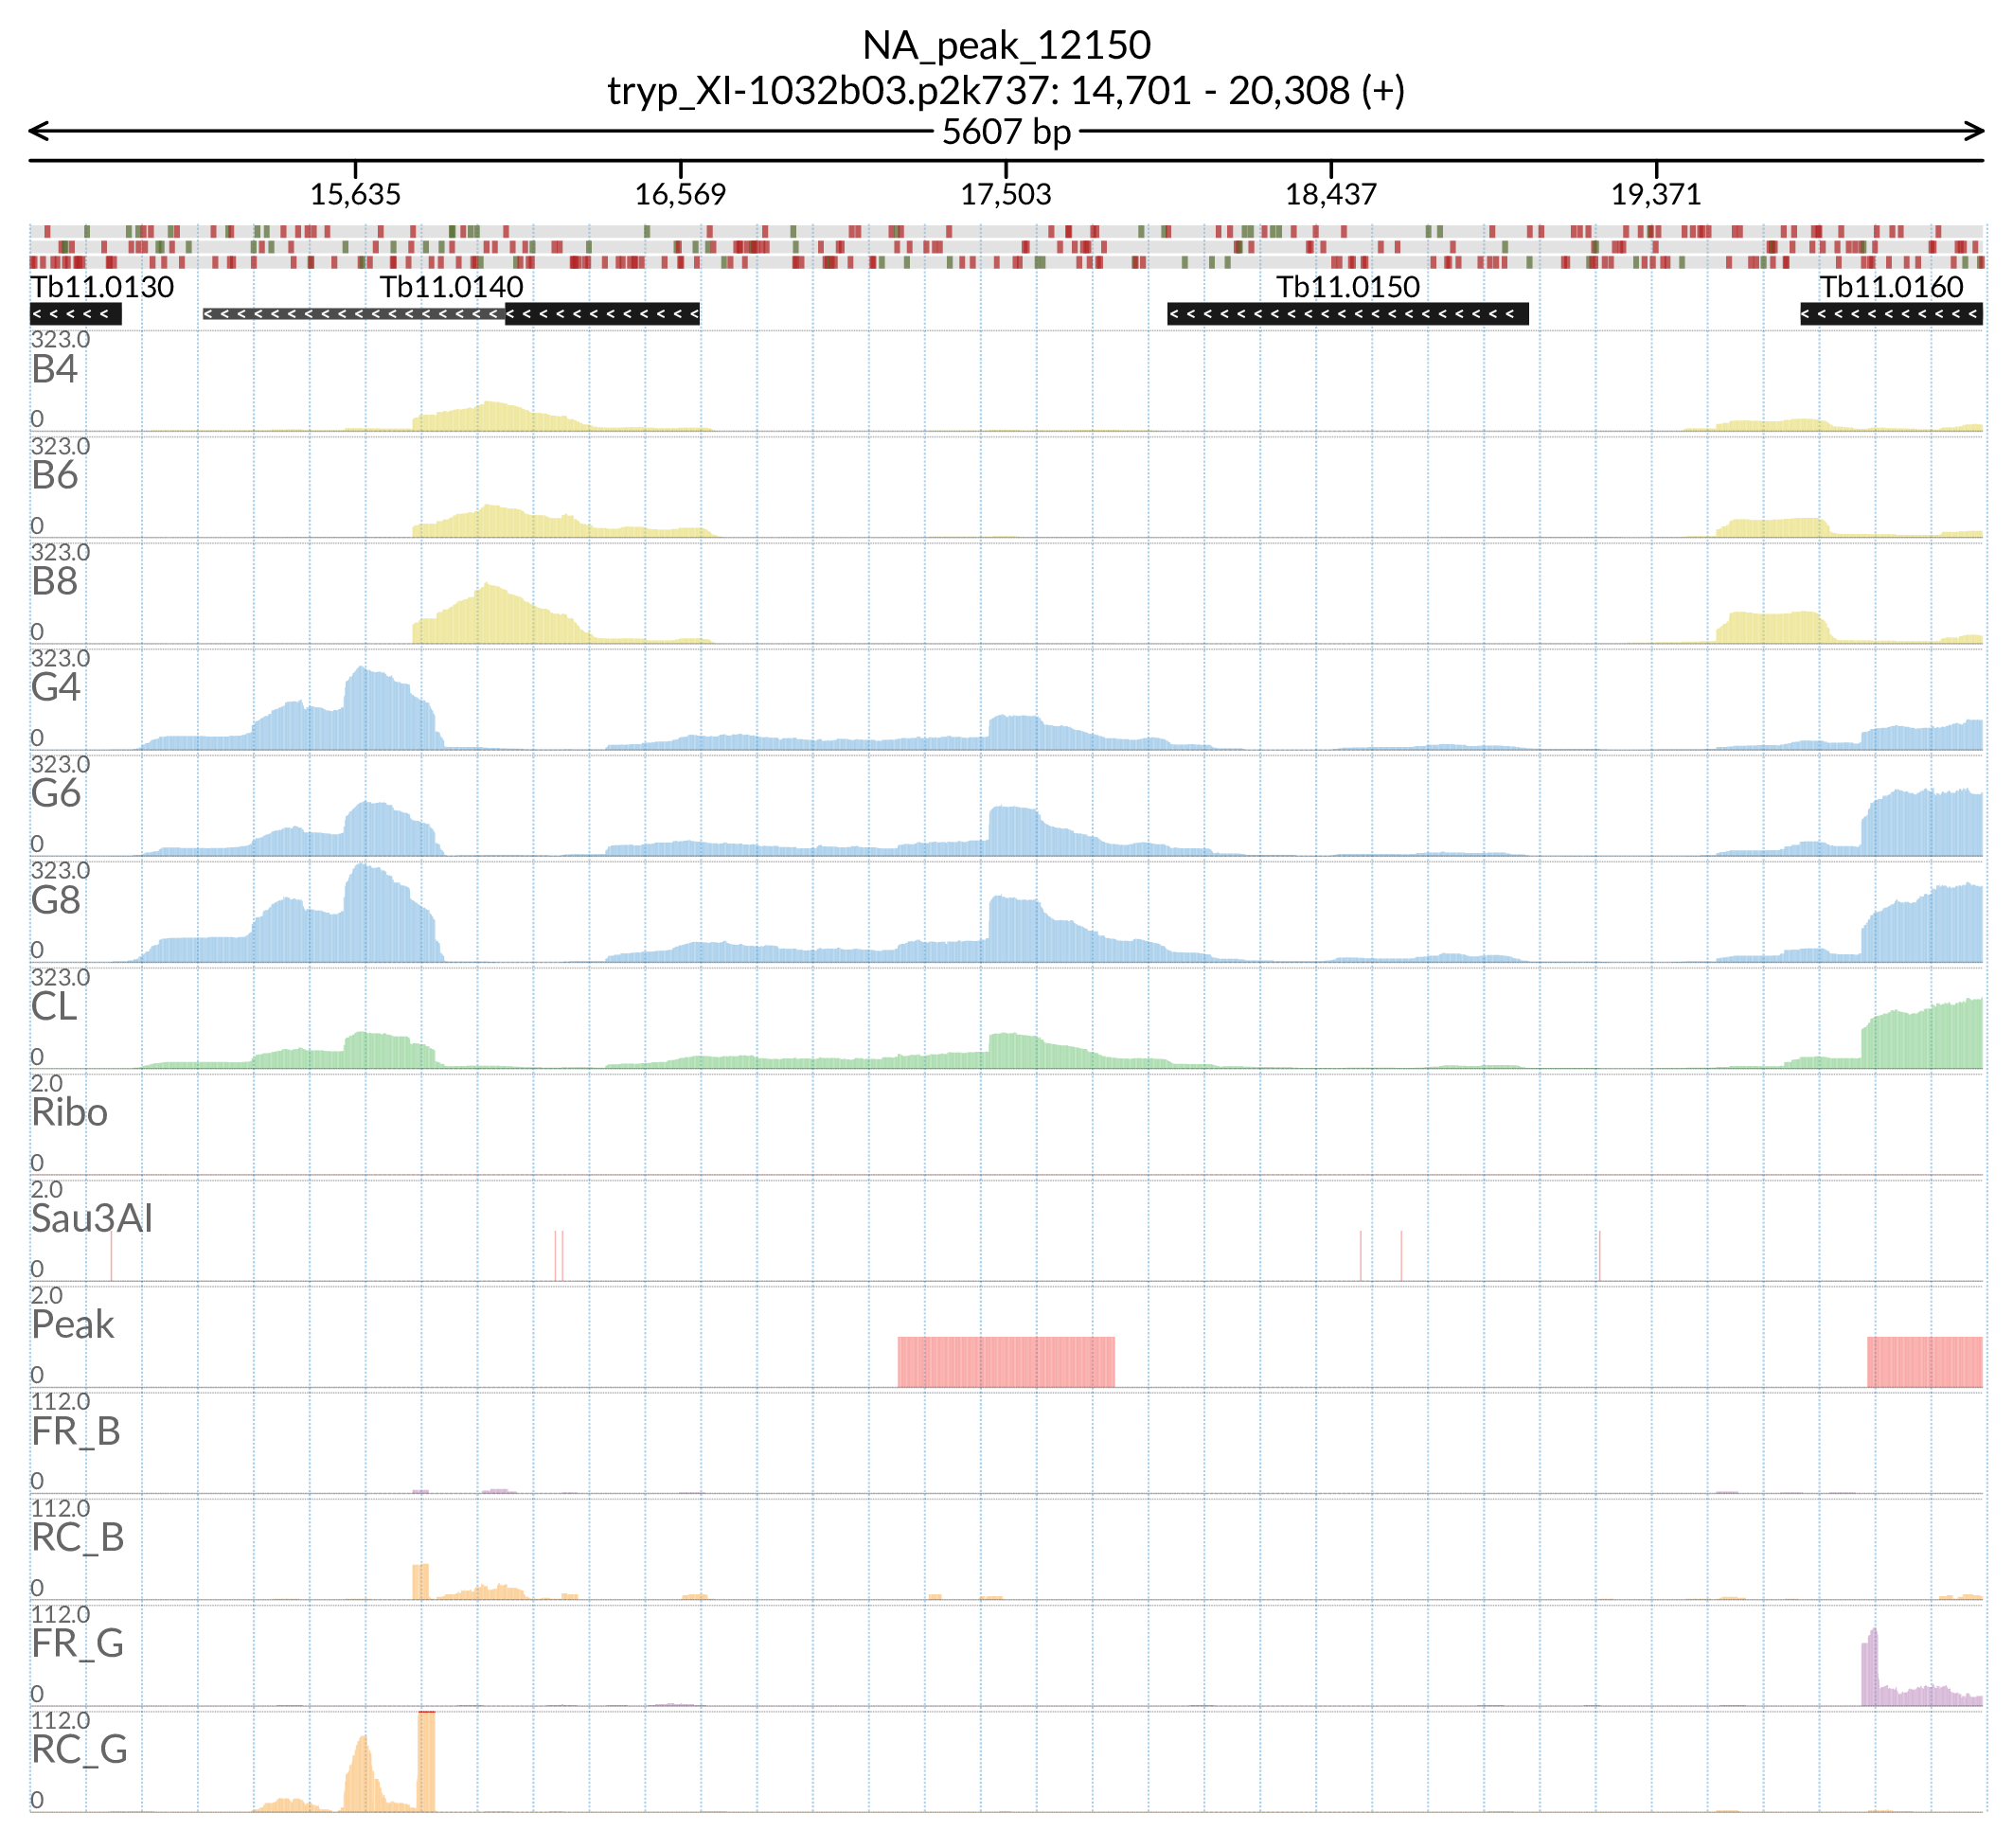 NA_peak_12150
tryp_XI-1032b03.p2k737: 14,701 - 20,308 (+)
5607 bp
15,635 16,569 17,503 18,437 19,371
Tb11.0130 Tb11.0140 Tb11.0150 Tb11.0160
323.0
B4
0
323.0
B6
0
323.0
B8
0
323.0
G4
0
323.0
G6
0
323.0
G8
0
323.0
CL
0
2.0
Ribo
0
2.0
Sau3AI
0
2.0
Peak
0
112.0
FR_B
0
112.0
RC_B
0
112.0
FR_G
0
112.0
RC_G
0